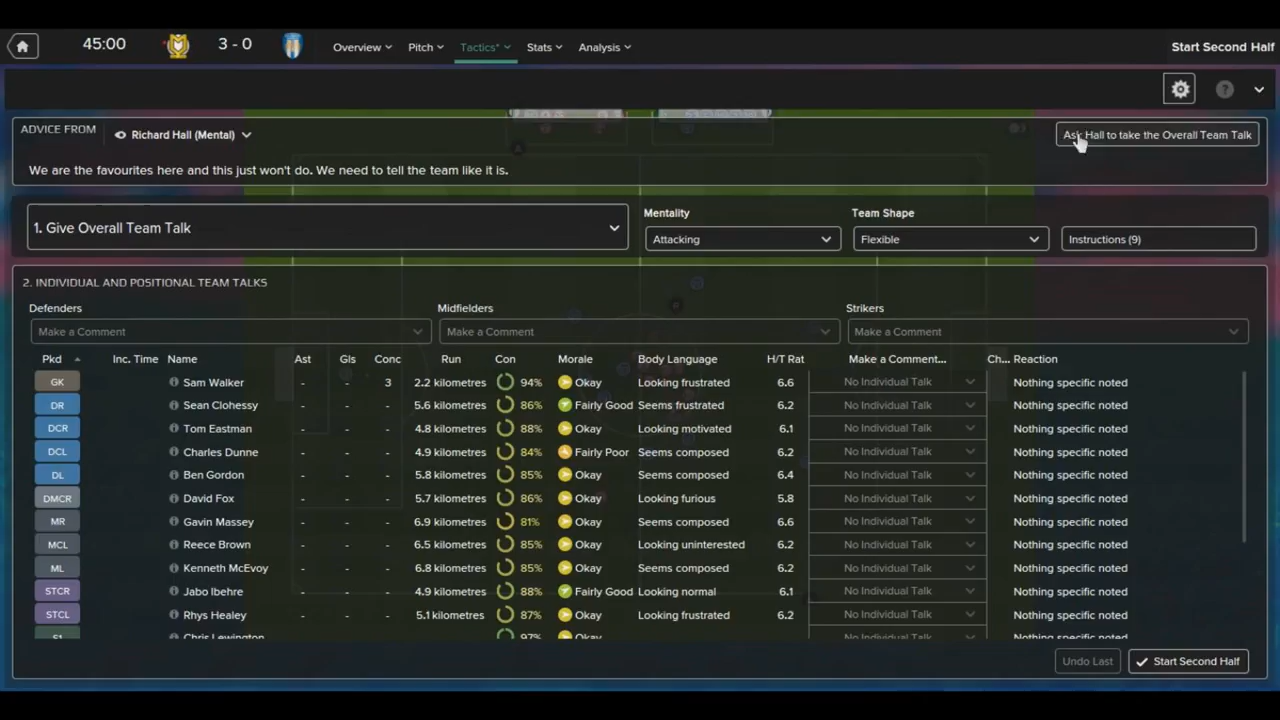 45:00
3 - 0
Overview
Pitch
Tactics*
Stats
Analysis
Start Second Half
?
ADVICE FROM
Richard Hall (Mental)
Ask Hall to take the Overall Team Talk
We are the favourites here and this just won't do. We need to tell the team like it is.
1. Give Overall Team Talk
Mentality
Attacking
Team Shape
Flexible
Instructions (9)
2. INDIVIDUAL AND POSITIONAL TEAM TALKS
Defenders
Midfielders
Strikers
Make a Comment
Make a Comment
Make a Comment
Pkd Inc. Time Name Ast Gls Conc Run Con Morale Body Language H/T Rat Make a Comment... Ch... Reaction
GK Sam Walker - - 3 2.2 kilometres 94% Okay Looking frustrated 6.6 No Individual Talk Nothing specific noted
DR Sean Clohessy - - - 5.6 kilometres 86% Fairly Good Seems frustrated 6.2 No Individual Talk Nothing specific noted
DCR Tom Eastman - - - 4.8 kilometres 88% Okay Looking motivated 6.1 No Individual Talk Nothing specific noted
DCL Charles Dunne - - - 4.9 kilometres 84% Fairly Poor Seems composed 6.2 No Individual Talk Nothing specific noted
DL Ben Gordon - - - 5.8 kilometres 85% Okay Seems composed 6.4 No Individual Talk Nothing specific noted
DMCR David Fox - - - 5.7 kilometres 86% Okay Looking furious 5.8 No Individual Talk Nothing specific noted
MR Gavin Massey - - - 6.9 kilometres 81% Okay Seems composed 6.6 No Individual Talk Nothing specific noted
MCL Reece Brown - - - 6.5 kilometres 85% Okay Looking uninterested 6.2 No Individual Talk Nothing specific noted
ML Kenneth McEvoy - - - 6.8 kilometres 85% Okay Seems composed 6.2 No Individual Talk Nothing specific noted
STCR Jabo Ibehre - - - 4.9 kilometres 88% Fairly Good Looking normal 6.1 No Individual Talk Nothing specific noted
STCL Rhys Healey - - - 5.1 kilometres 87% Okay Looking frustrated 6.2 No Individual Talk Nothing specific noted
S1 Chris Lewington 97% Okay No Individual Talk Nothing specific noted
Undo Last
Start Second Half